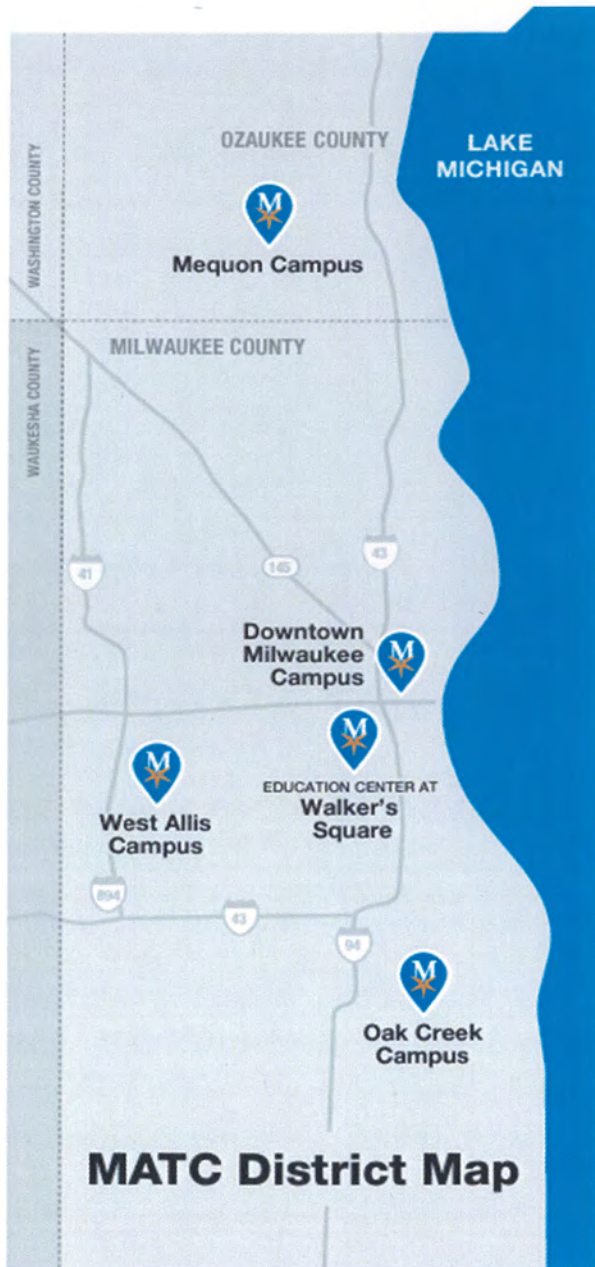 OZAUKEE COUNTY
LAKE
MICHIGAN
WASHINGTON COUNTY
M
Mequon Campus
MILWAUKEE COUNTY
WAUKESHA COUNTY
41
145
43
Downtown
Milwaukee
Campus
M
M
EDUCATION CENTER AT
Walker's
Square
M
West Allis
Campus
894
43
94
M
Oak Creek
Campus
MATC District Map